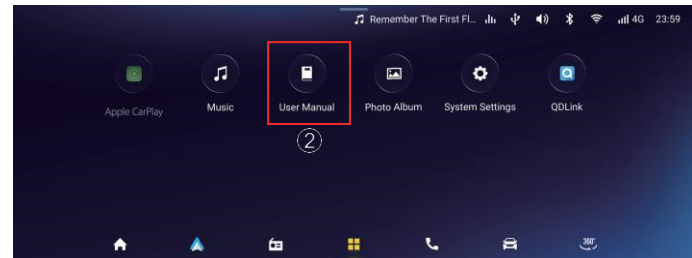 Remember The First Fl... 4G 23:59
Apple CarPlay Music User Manual Photo Album System Settings QDLink
②
360°